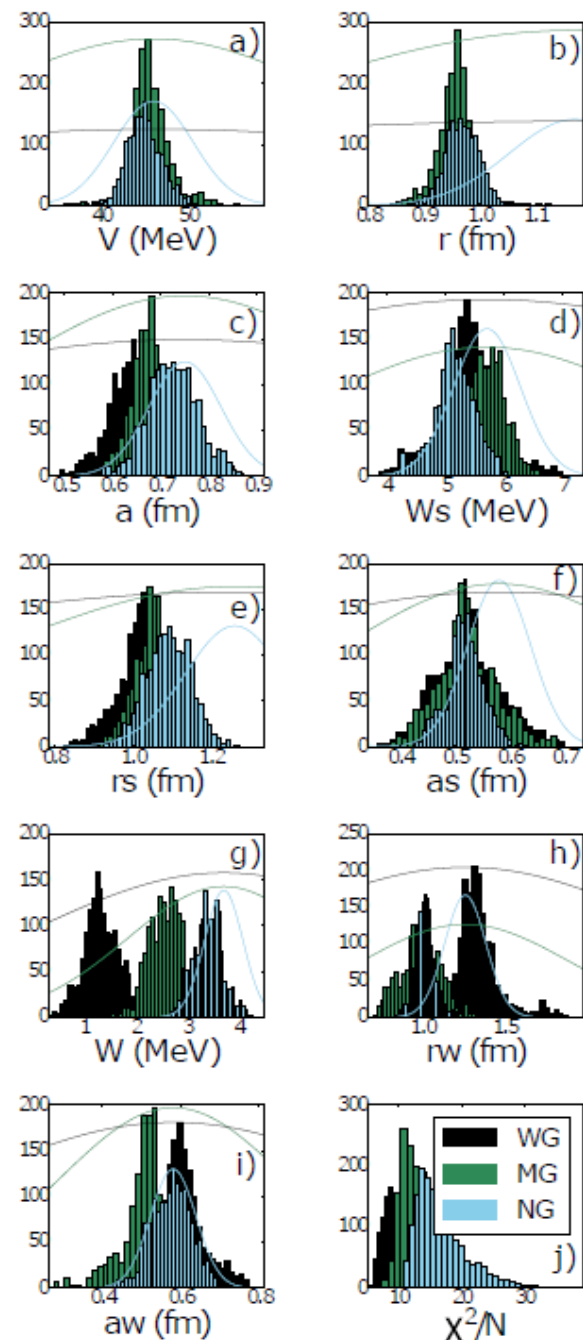 300
200
100
0
a)
40 50
V (MeV)
300
200
100
0
b)
0.8 0.9 1.0 1.1
r (fm)
200
150
100
50
0
c)
0.5 0.6 0.7 0.8 0.9
a (fm)
200
150
100
50
0
d)
4 5 6 7
Ws (MeV)
200
150
100
50
0
e)
0.8 1.0 1.2
rs (fm)
200
150
100
50
0
f)
0.4 0.5 0.6 0.7
as (fm)
200
150
100
50
0
g)
1 2 3 4
W (MeV)
250
200
150
100
50
0
h)
1.0 1.5
rw (fm)
200
150
100
50
0
i)
0.4 0.6 0.8
aw (fm)
300
200
100
0
WG
MG
NG
j)
10 20 30
χ²/N